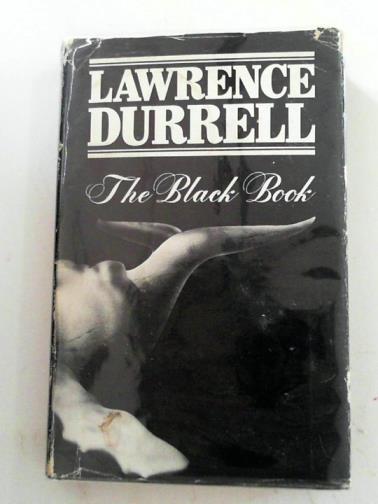 LAWRENCE
DURRELL
The Black Book